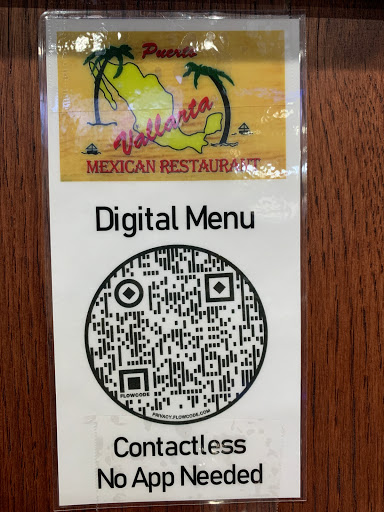 Puerto
Vallarta
MEXICAN RESTAURANT
Digital Menu
FLOWCODE
PRIVACY.FLOWCODE.COM
Contactless
No App Needed